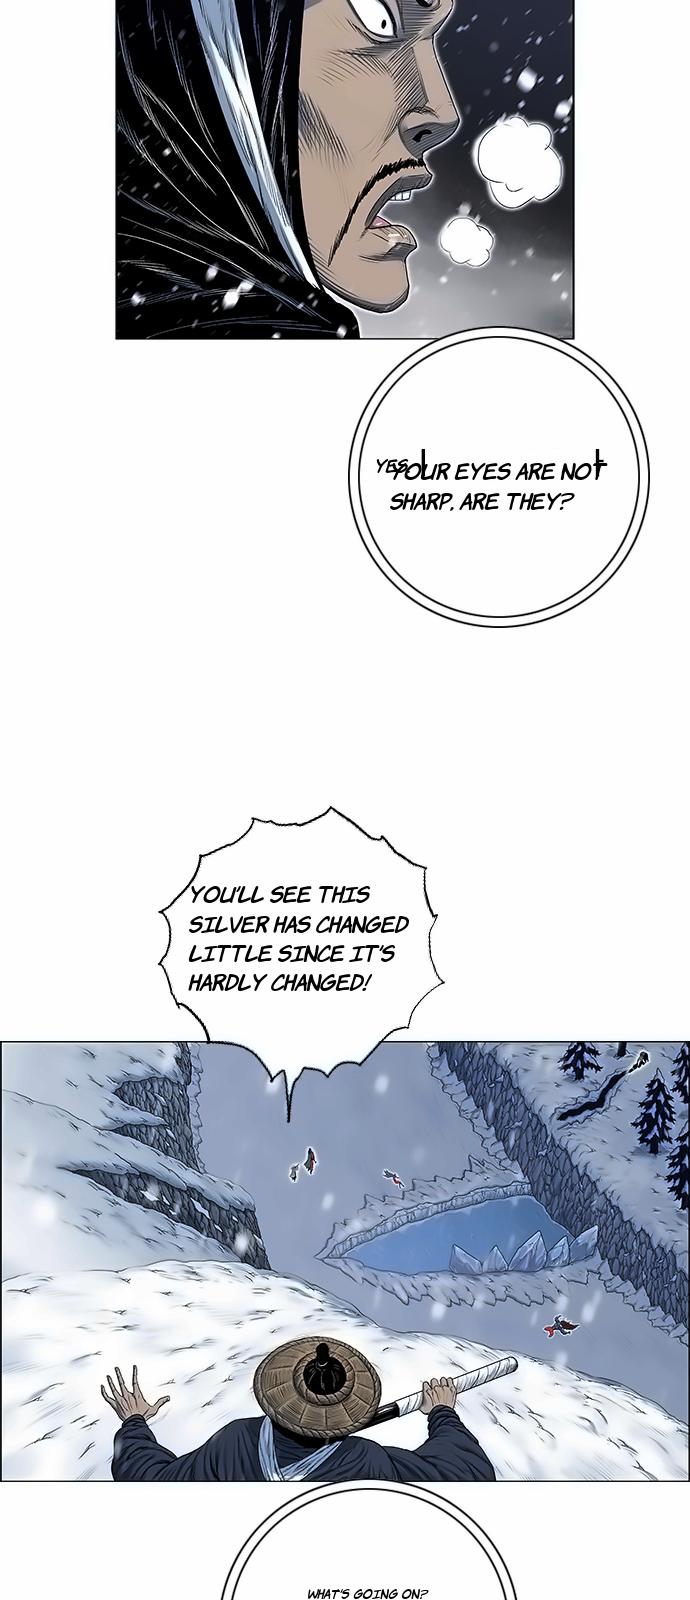 YES
YOUR EYES ARE NOT
SHARP, ARE THEY?
YOU'LL SEE THIS
SILVER HAS CHANGED
LITTLE SINCE IT'S
HARDLY CHANGED!
WHAT'S GOING ON?